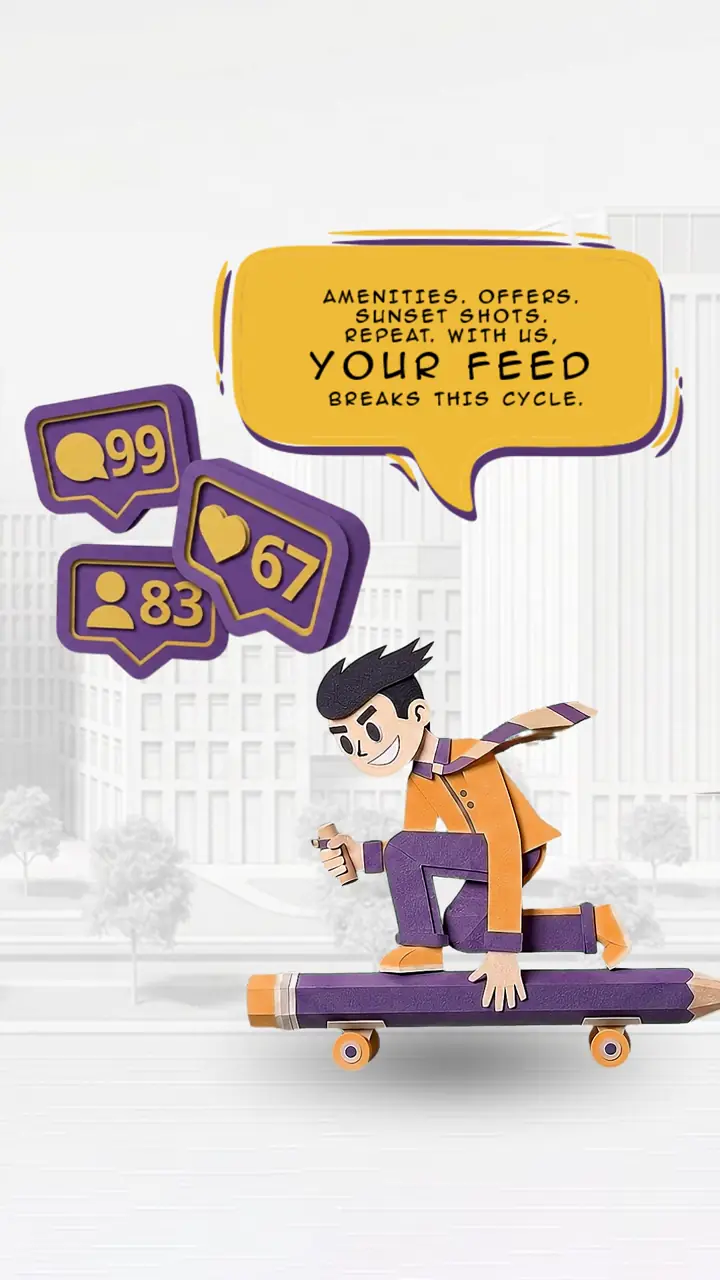 AMENITIES. OFFERS.
SUNSET SHOTS.
REPEAT. WITH US,
YOUR FEED
BREAKS THIS CYCLE.
99
67
83